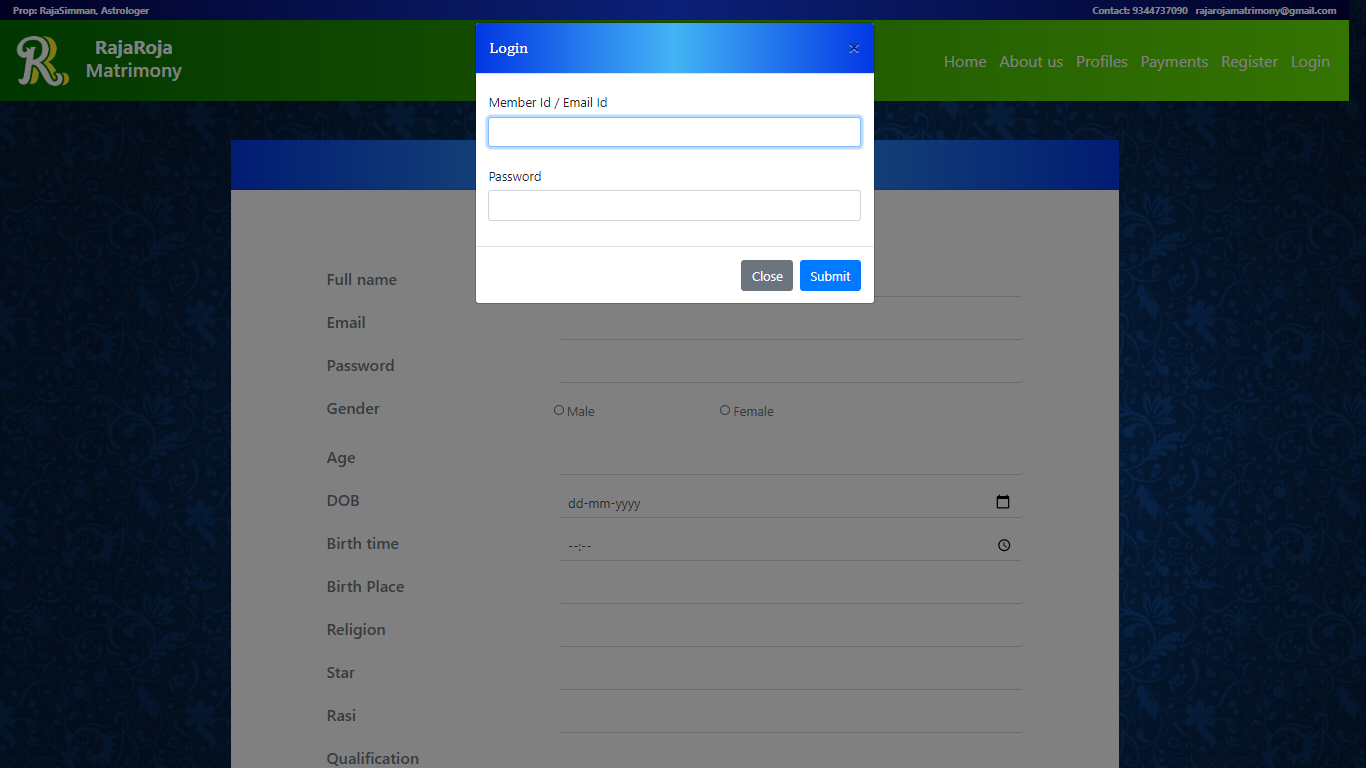 Prop: RajaSimman, Astrologer
Contact: 9344737090 rajarojamatrimony@gmail.com
R
RajaRoja
Matrimony
Home About us Profiles Payments Register Login
Login ×
Member Id / Email Id
Password
Close Submit
Full name
Email
Password
Gender Male Female
Age
DOB dd-mm-yyyy
Birth time --:--
Birth Place
Religion
Star
Rasi
Qualification